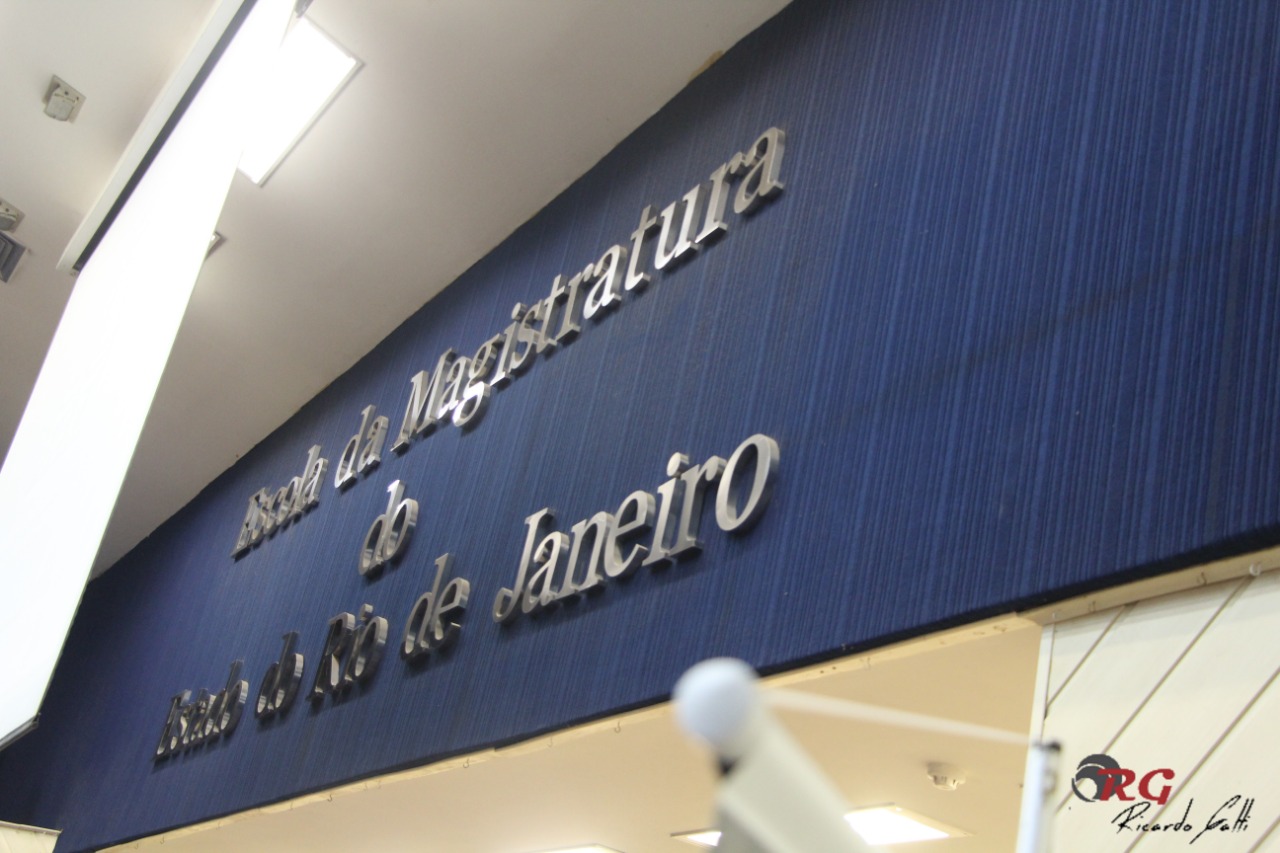 Escola da Magistratura
do
Estado do Rio de Janeiro
RG
Ricardo Gatti